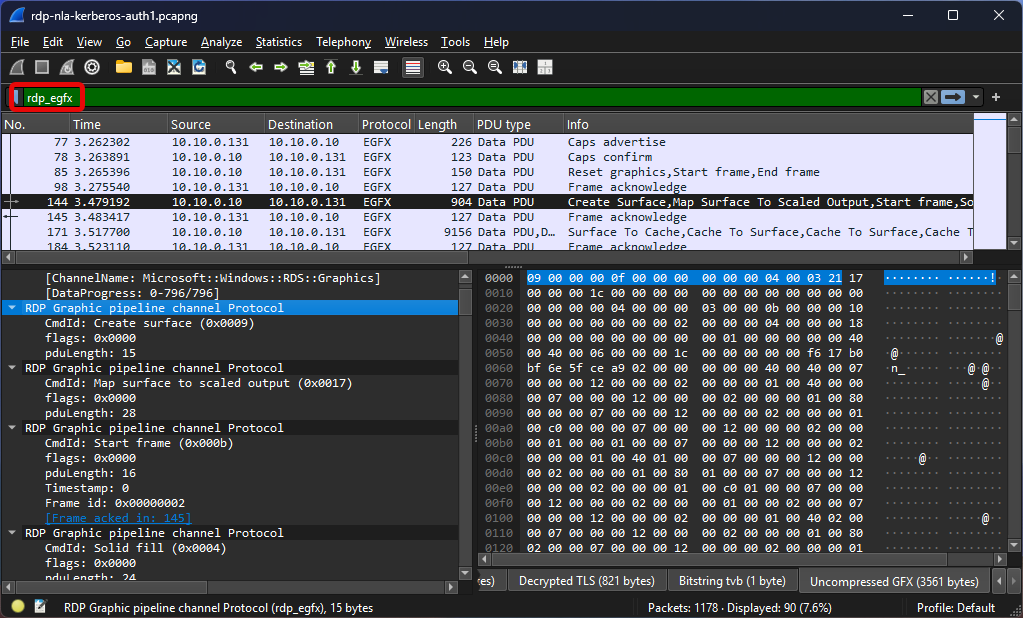 rdp-nla-kerberos-auth1.pcapng
File Edit View Go Capture Analyze Statistics Telephony Wireless Tools Help
rdp_egfx
No. Time Source Destination Protocol Length PDU type Info
77 3.262302 10.10.0.131 10.10.0.10 EGFX 226 Data PDU Caps advertise
78 3.263891 10.10.0.10 10.10.0.131 EGFX 123 Data PDU Caps confirm
85 3.265396 10.10.0.10 10.10.0.131 EGFX 150 Data PDU Reset graphics,Start frame,End frame
98 3.275540 10.10.0.131 10.10.0.10 EGFX 127 Data PDU Frame acknowledge
144 3.479192 10.10.0.10 10.10.0.131 EGFX 904 Data PDU Create Surface,Map Surface To Scaled Output,Start frame,So
145 3.483417 10.10.0.131 10.10.0.10 EGFX 127 Data PDU Frame acknowledge
171 3.517700 10.10.0.10 10.10.0.131 EGFX 9156 Data PDU,D… Surface To Cache,Cache To Surface,Cache To Surface,Cache T
184 3.523110 10.10.0.131 10.10.0.10 EGFX 127 Data PDU Frame acknowledge
[ChannelName: Microsoft::Windows::RDS::Graphics]
[DataProgress: 0-796/796]
RDP Graphic pipeline channel Protocol
CmdId: Create surface (0x0009)
flags: 0x0000
pduLength: 15
RDP Graphic pipeline channel Protocol
CmdId: Map surface to scaled output (0x0017)
flags: 0x0000
pduLength: 28
RDP Graphic pipeline channel Protocol
CmdId: Start frame (0x000b)
flags: 0x0000
pduLength: 16
Timestamp: 0
Frame id: 0x00000002
[Frame acked in: 145]
RDP Graphic pipeline channel Protocol
CmdId: Solid fill (0x0004)
flags: 0x0000
pduLength: 24
0000 09 00 00 00 0f 00 00 00 00 00 00 04 00 03 21 17 ········ ······!
0010 00 00 00 1c 00 00 00 00 00 00 00 00 00 00 00 00
0020 00 00 00 00 04 00 00 00 03 00 00 0b 00 00 00 10
0030 00 00 00 00 00 00 00 02 00 00 00 04 00 00 00 18
0040 00 00 00 00 00 00 00 00 00 01 00 00 00 00 00 40 @
0050 00 40 00 06 00 00 00 1c 00 00 00 00 00 f6 17 b0 @
0060 bf 6e 5f ce a9 02 00 00 00 00 00 40 00 40 00 07 n_ @ @
0070 00 00 00 12 00 00 00 02 00 00 00 01 00 40 00 00 @
0080 00 07 00 00 00 12 00 00 00 02 00 00 00 01 00 80
0090 00 00 00 07 00 00 00 12 00 00 00 02 00 00 00 01
00a0 00 c0 00 00 00 07 00 00 00 12 00 00 00 02 00 00
00b0 00 01 00 00 01 00 00 07 00 00 00 12 00 00 00 02
00c0 00 00 00 01 00 40 01 00 00 07 00 00 00 12 00 00 @
00d0 00 02 00 00 00 01 00 80 01 00 00 07 00 00 00 12
00e0 00 00 00 02 00 00 00 01 00 c0 01 00 00 07 00 00
00f0 00 12 00 00 00 02 00 00 00 01 00 00 02 00 00 07
0100 00 00 00 12 00 00 00 02 00 00 00 01 00 40 02 00 @
0110 00 07 00 00 00 12 00 00 00 02 00 00 00 01 00 80
0120 02 00 00 07 00 00 00 12 00 00 00 02 00 00 00 01
es) Decrypted TLS (821 bytes) Bitstring tvb (1 byte) Uncompressed GFX (3561 bytes)
RDP Graphic pipeline channel Protocol (rdp_egfx), 15 bytes Packets: 1178 · Displayed: 90 (7.6%) Profile: Default